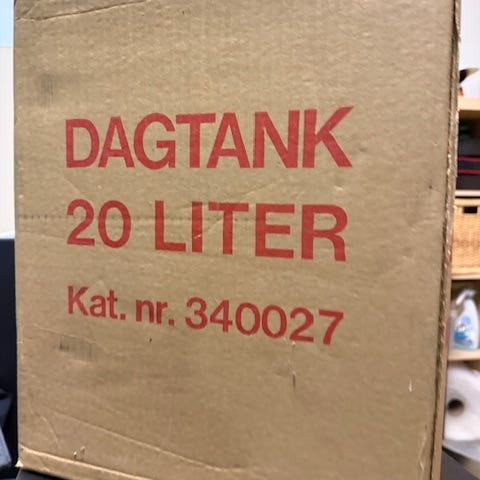 DAGTANK
20 LITER
Kat. nr. 340027